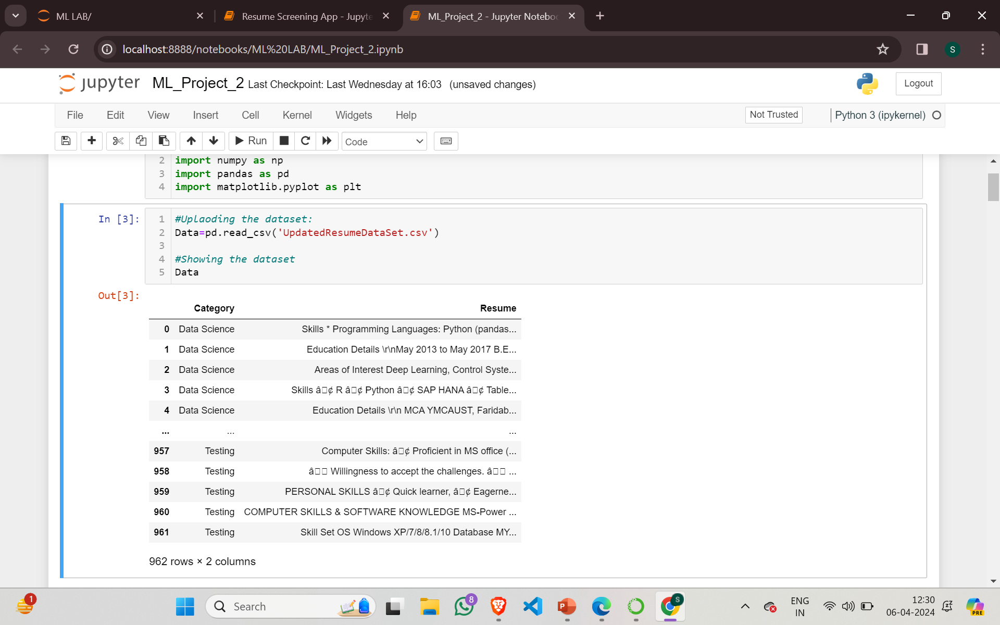 ML LAB/
Resume Screening App - Jupyte
ML_Project_2 - Jupyter Noteboo
localhost:8888/notebooks/ML%20LAB/ML_Project_2.ipynb
S
jupyter ML_Project_2 Last Checkpoint: Last Wednesday at 16:03 (unsaved changes)
Logout
File Edit View Insert Cell Kernel Widgets Help
Not Trusted
Python 3 (ipykernel)
Run
Code
2 import numpy as np
3 import pandas as pd
4 import matplotlib.pyplot as plt
In [3]:
1 #Uplaoding the dataset:
2 Data=pd.read_csv('UpdatedResumeDataSet.csv')
3
4 #Showing the dataset
5 Data
Out[3]:
Category Resume
0 Data Science Skills * Programming Languages: Python (pandas...
1 Data Science Education Details \r\nMay 2013 to May 2017 B.E...
2 Data Science Areas of Interest Deep Learning, Control Syste...
3 Data Science Skills â□¢ R â□¢ Python â□¢ SAP HANA â□¢ Table...
4 Data Science Education Details \r\n MCA YMCAUST, Faridab...
... ... ...
957 Testing Computer Skills: â□¢ Proficient in MS office (...
958 Testing â□□ Willingness to accept the challenges. â□□ ...
959 Testing PERSONAL SKILLS â□¢ Quick learner, â□¢ Eagerne...
960 Testing COMPUTER SKILLS & SOFTWARE KNOWLEDGE MS-Power ...
961 Testing Skill Set OS Windows XP/7/8/8.1/10 Database MY...
962 rows × 2 columns
1
Search
8
P
S
ENG
IN
12:30
06-04-2024
PRE